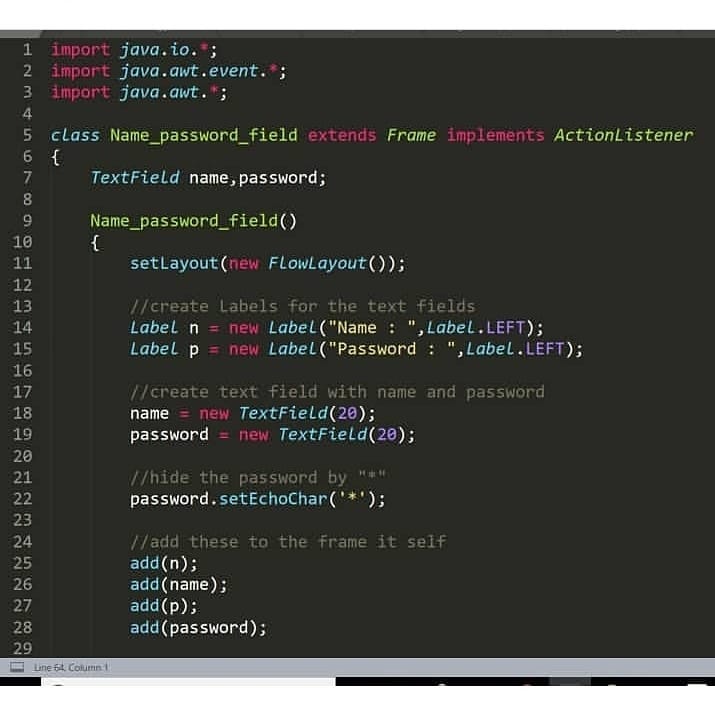 1 import java.io.*;
2 import java.awt.event.*;
3 import java.awt.*;
4
5 class Name_password_field extends Frame implements ActionListener
6 {
7 TextField name,password;
8
9 Name_password_field()
10 {
11 setLayout(new FlowLayout());
12
13 //create Labels for the text fields
14 Label n = new Label("Name : ",Label.LEFT);
15 Label p = new Label("Password : ",Label.LEFT);
16
17 //create text field with name and password
18 name = new TextField(20);
19 password = new TextField(20);
20
21 //hide the password by "*"
22 password.setEchoChar('*');
23
24 //add these to the frame it self
25 add(n);
26 add(name);
27 add(p);
28 add(password);
29
Line 64, Column 1